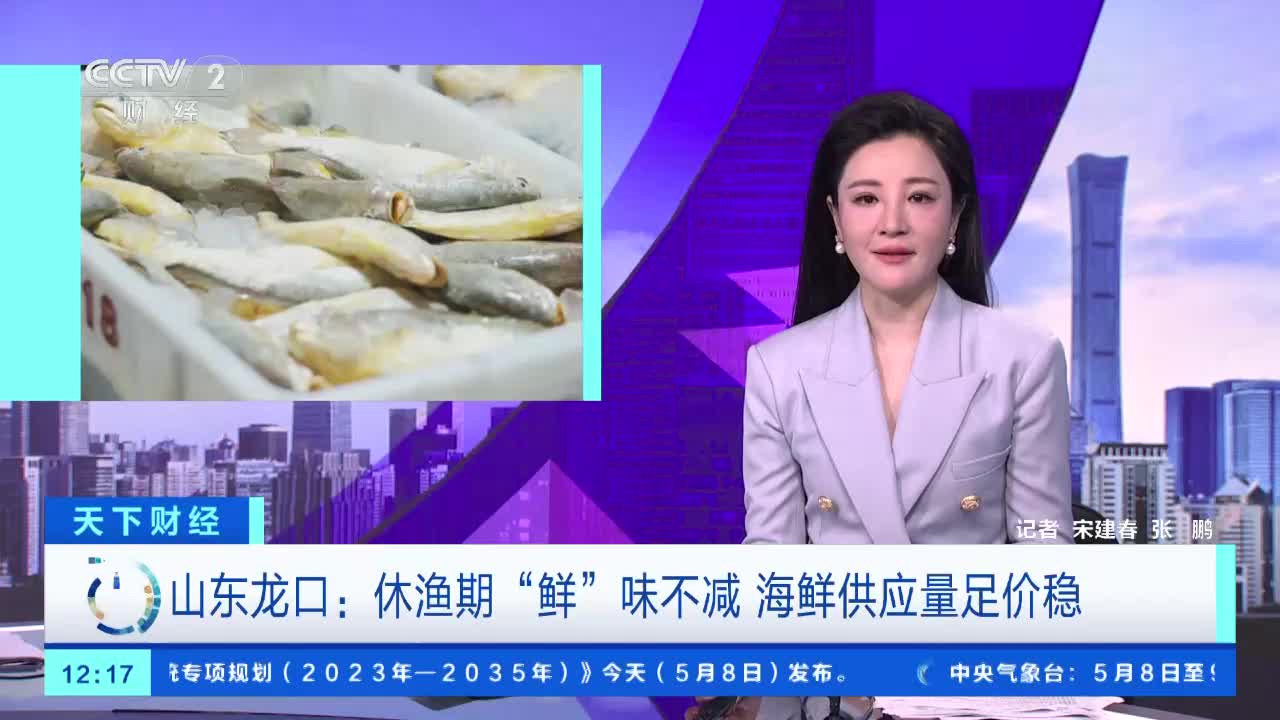 CCTV 2
财经
18
天下财经
记者 宋建春 张 鹏
山东龙口：休渔期“鲜”味不减 海鲜供应量足价稳
12:17
专项规划（2023年—2035年）》今天（5月8日）发布。 中央气象台：5月8日至